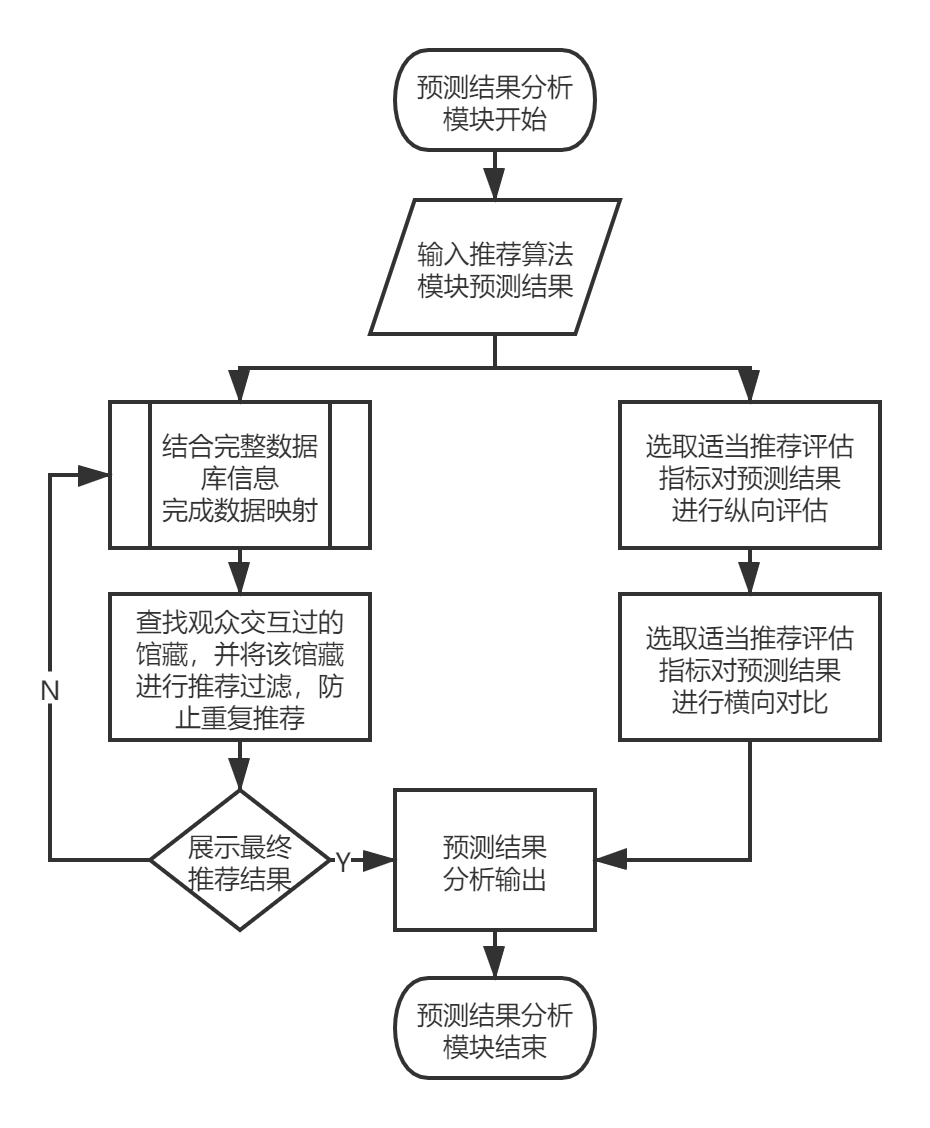 预测结果分析
模块开始
输入推荐算法
模块预测结果
结合完整数据
库信息
完成数据映射
选取适当推荐评估
指标对预测结果
进行纵向评估
查找观众交互过的
馆藏，并将该馆藏
进行推荐过滤，防
止重复推荐
选取适当推荐评估
指标对预测结果
进行横向对比
N
展示最终
推荐结果
Y
预测结果
分析输出
预测结果分析
模块结束